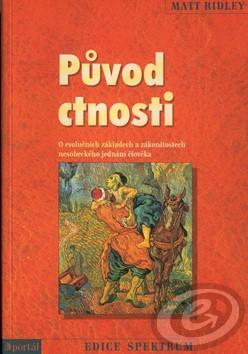 MATT RIDLEY
Původ
ctnosti
O evolučních základech a zákonitostech
nesobeckého jednání člověka
portál
EDICE SPEKTRUM